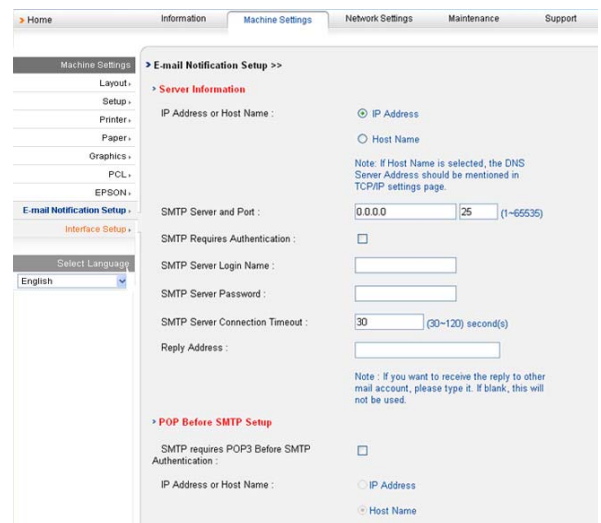 Home
Information Machine Settings Network Settings Maintenance Support
Machine Settings
Layout
Setup
Printer
Paper
Graphics
PCL
EPSON
E-mail Notification Setup
Interface Setup
Select Language
English
E-mail Notification Setup >>
Server Information
IP Address or Host Name :
IP Address
Host Name
Note: If Host Name is selected, the DNS
Server Address should be mentioned in
TCP/IP settings page.
SMTP Server and Port : 0.0.0.0 25 (1~65535)
SMTP Requires Authentication :
SMTP Server Login Name :
SMTP Server Password :
SMTP Server Connection Timeout : 30 (30~120) second(s)
Reply Address :
Note : If you want to receive the reply to other
mail account, please type it. If blank, this will
not be used.
POP Before SMTP Setup
SMTP requires POP3 Before SMTP
Authentication :
IP Address or Host Name :
IP Address
Host Name